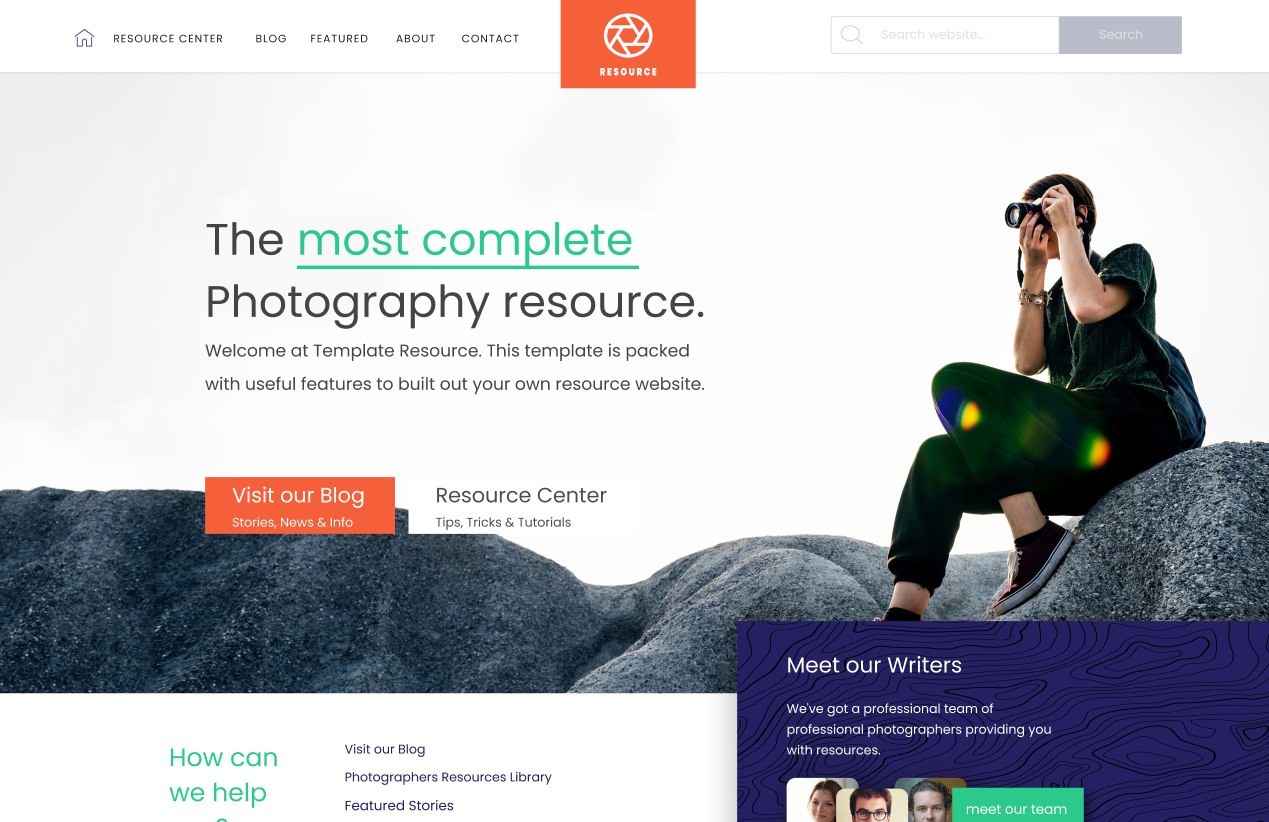 RESOURCE CENTER
BLOG
FEATURED
ABOUT
CONTACT
RESOURCE
Search website...
Search
The most complete
Photography resource.
Welcome at Template Resource. This template is packed
with useful features to built out your own resource website.
Visit our Blog
Stories, News & Info
Resource Center
Tips, Tricks & Tutorials
Meet our Writers
We've got a professional team of
professional photographers providing you
with resources.
meet our team
How can
we help
Visit our Blog
Photographers Resources Library
Featured Stories